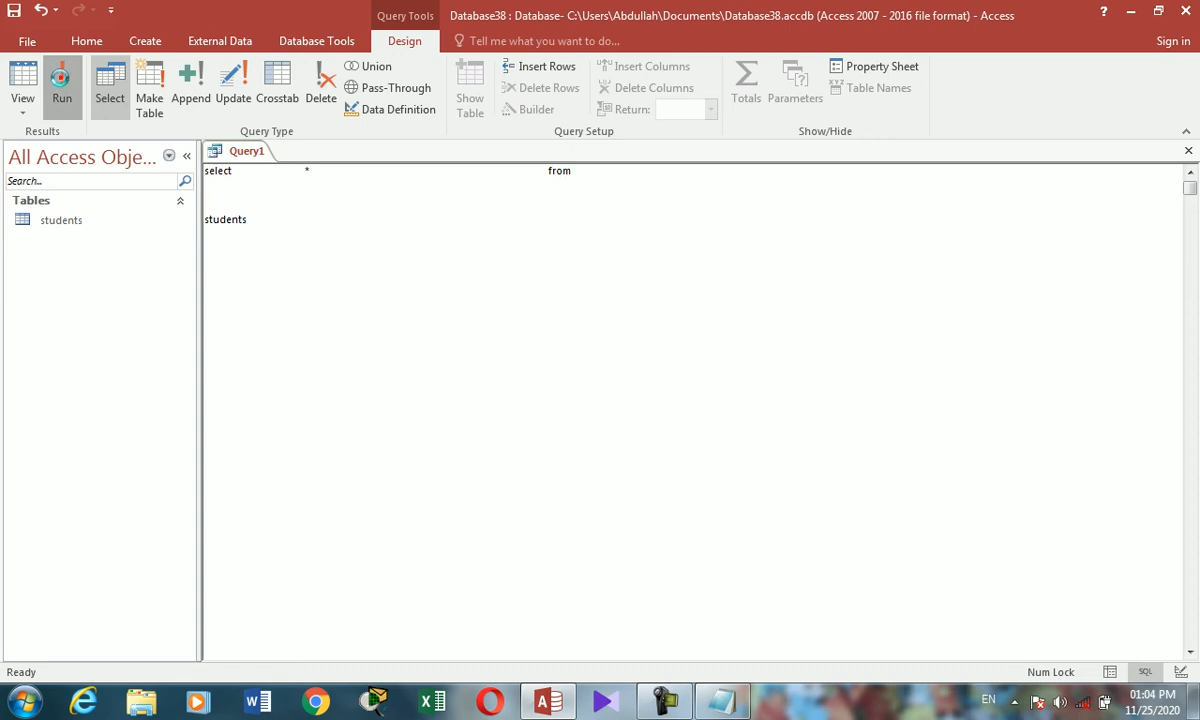 Query Tools
Database38 : Database- C:\Users\Abdullah\Documents\Database38.accdb (Access 2007 - 2016 file format) - Access
?
File Home Create External Data Database Tools Design Tell me what you want to do... Sign in
View Run Select Make Table Append Update Crosstab Delete
Union
Pass-Through
Data Definition
Show Table
Insert Rows
Delete Rows
Builder
Insert Columns
Delete Columns
Return:
Totals Parameters
Property Sheet
Table Names
Results Query Type Query Setup Show/Hide
All Access Obje... «
Search...
Tables
students
Query1
select * from
students
Ready Num Lock SQL
EN 01:04 PM
11/25/2020